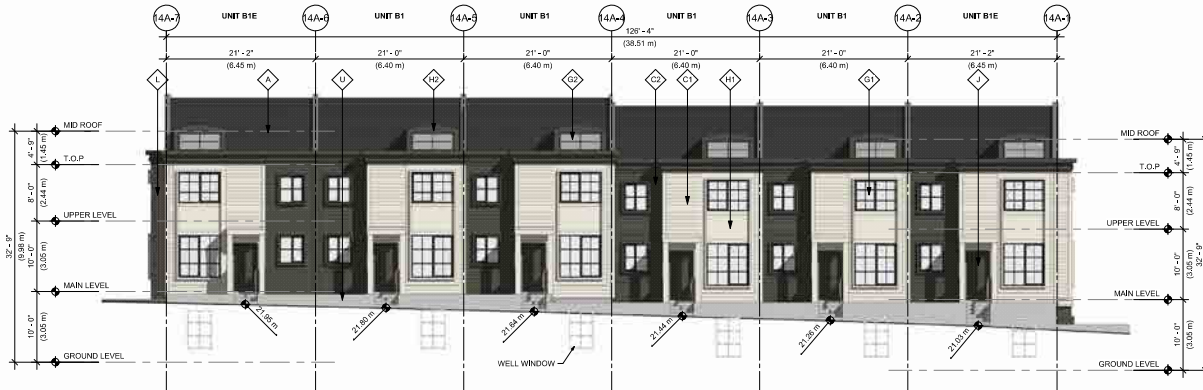 14A-7 UNIT B1E 14A-6 UNIT B1 14A-5 UNIT B1 14A-4 UNIT B1 14A-3 UNIT B1 14A-2 UNIT B1E 14A-1
126' - 4"
(38.51 m)
21' - 2" 21' - 0" 21' - 0" 21' - 0" 21' - 0" 21' - 2"
(6.45 m) (6.40 m) (6.40 m) (6.40 m) (6.40 m) (6.45 m)
L A U H2 G2 C2 C1 H1 G1 J
MID ROOF
4' - 9"
(1.45 m)
T.O.P
8' - 0"
(2.44 m)
UPPER LEVEL
32' - 9"
(9.98 m)
10' - 0"
(3.05 m)
MAIN LEVEL
10' - 0"
(3.05 m)
GROUND LEVEL
21.95 m
21.80 m
21.64 m
21.44 m
21.26 m
21.03 m
WELL WINDOW
MID ROOF
4' - 9"
(1.45 m)
T.O.P
8' - 0"
(2.44 m)
UPPER LEVEL
10' - 0"
(3.05 m)
32' - 9"
MAIN LEVEL
10' - 0"
(3.05 m)
GROUND LEVEL